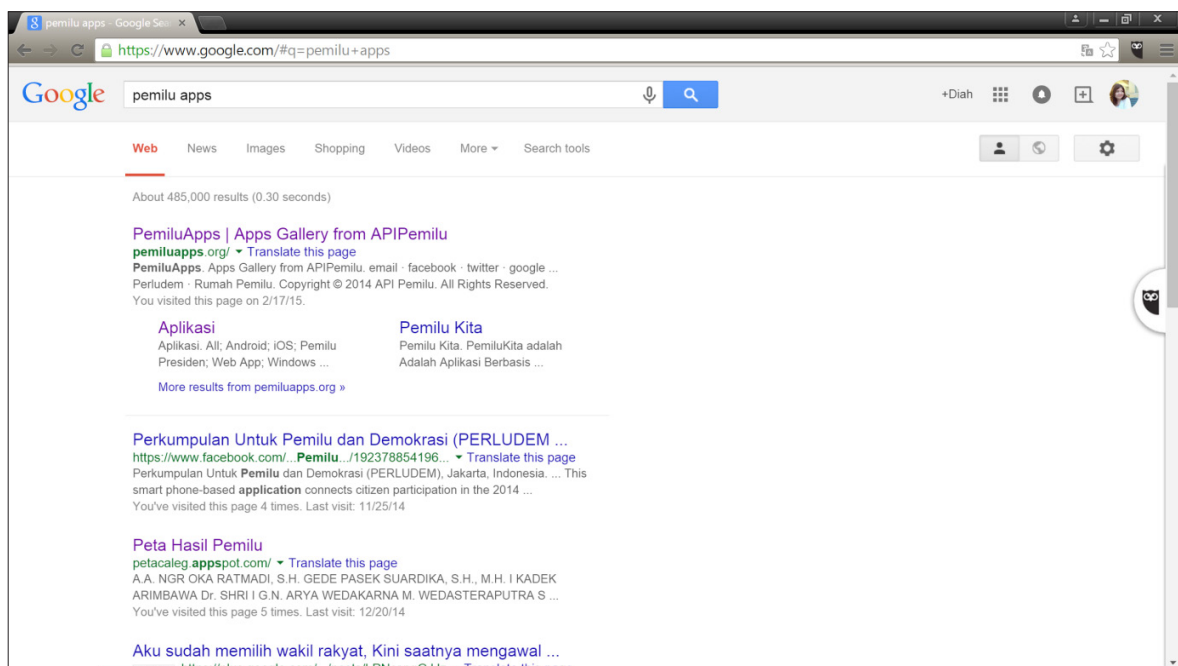 pemilu apps - Google Sea
https://www.google.com/#q=pemilu+apps
Google
pemilu apps
+Diah
Web News Images Shopping Videos More Search tools
About 485,000 results (0.30 seconds)
PemiluApps | Apps Gallery from APIPemilu
pemiluapps.org/ Translate this page
PemiluApps. Apps Gallery from APIPemilu. email · facebook · twitter · google ...
Perludem · Rumah Pemilu. Copyright © 2014 API Pemilu. All Rights Reserved.
You visited this page on 2/17/15.
Aplikasi
Aplikasi. All; Android; iOS; Pemilu
Presiden; Web App; Windows ...
Pemilu Kita
Pemilu Kita. PemiluKita adalah
Adalah Aplikasi Berbasis ...
More results from pemiluapps.org »
Perkumpulan Untuk Pemilu dan Demokrasi (PERLUDEM ...
https://www.facebook.com/...Pemilu.../192378854196... Translate this page
Perkumpulan Untuk Pemilu dan Demokrasi (PERLUDEM), Jakarta, Indonesia. ... This
smart phone-based application connects citizen participation in the 2014 ...
You've visited this page 4 times. Last visit: 11/25/14
Peta Hasil Pemilu
petacaleg.appspot.com/ Translate this page
A.A. NGR OKA RATMADI, S.H. GEDE PASEK SUARDIKA, S.H., M.H. I KADEK
ARIMBAWA Dr. SHRI I G.N. ARYA WEDAKARNA M. WEDASTERAPUTRA S ...
You've visited this page 5 times. Last visit: 12/20/14
Aku sudah memilih wakil rakyat, Kini saatnya mengawal ...